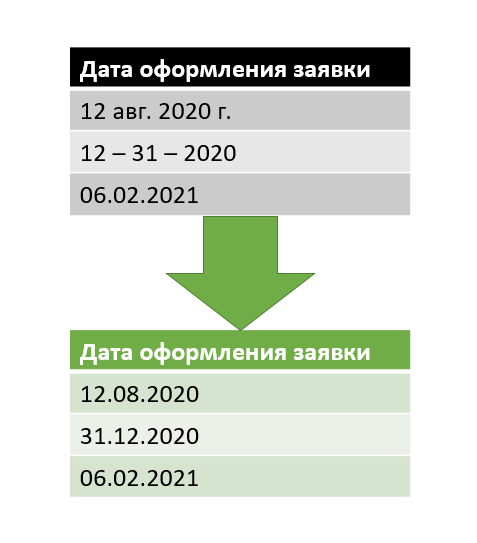 Дата оформления заявки
12 авг. 2020 г.
12 – 31 – 2020
06.02.2021
Дата оформления заявки
12.08.2020
31.12.2020
06.02.2021